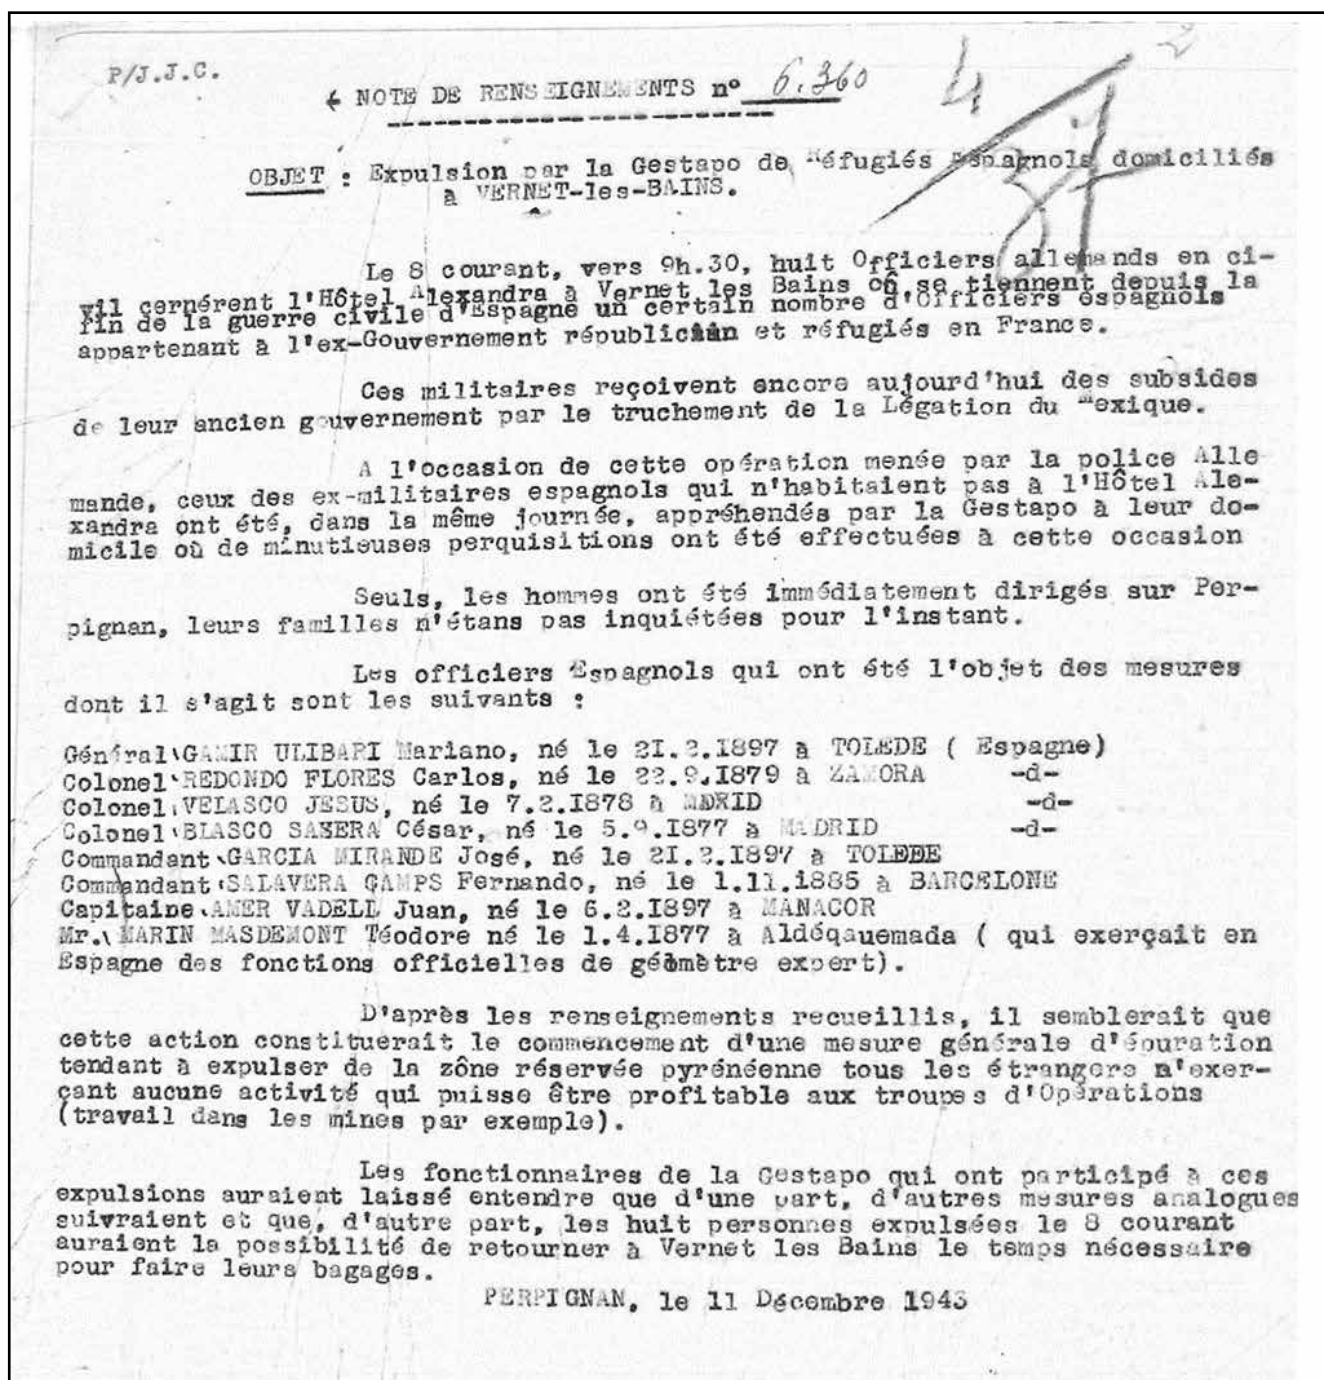 P/J.J.C.
NOTE DE RENSEIGNEMENTS n° 6.360
4
2
37
OBJET : Expulsion par la Gestapo de Réfugiés Espagnols domiciliés
à VERNET-les-BAINS.
Le 8 courant, vers 9h.30, huit Officiers allemands en ci-
vil cernérent l'Hôtel Alexandra à Vernet les Bains où se tiennent depuis la
fin de la guerre civile d'Espagne un certain nombre d'Officiers espagnols
appartenant à l'ex-Gouvernement républicain et réfugiés en France.
Ces militaires reçoivent encore aujourd'hui des subsides
de leur ancien gouvernement par le truchement de la Légation du Mexique.
A l'occasion de cette opération menée par la police Alle
mande, ceux des ex-militaires espagnols qui n'habitaient pas à l'Hôtel Ale-
xandra ont été, dans la même journée, appréhendés par la Gestapo à leur do-
micile où de minutieuses perquisitions ont été effectuées à cette occasion
Seuls, les hommes ont été immédiatement dirigés sur Per-
pignan, leurs familles n'étans pas inquiétées pour l'instant.
Les officiers Espagnols qui ont été l'objet des mesures
dont il s'agit sont les suivants :
Général GAMIR ULIBARI Mariano, né le 21.2.1897 à TOLEDE ( Espagne)
Colonel REDONDO FLORES Carlos, né le 22.9.1879 à ZAMORA -d-
Colonel VELASCO JESUS, né le 7.2.1878 à MDRID -d-
Colonel BLASCO SASERA César, né le 5.9.1877 à MADRID -d-
Commandant GARCIA MIRANDE José, né le 21.2.1897 à TOLEDE
Commandant SALAVERA CAMPS Fernando, né le 1.11.1885 à BARCELONE
Capitaine AMER VADELL Juan, né le 6.2.1897 à MANACOR
Mr. MARIN MASDEMONT Téodore né le 1.4.1877 à Aldéqauemada ( qui exerçait en
Espagne des fonctions officielles de géomètre expert).
D'après les renseignements recueillis, il semblerait que
cette action constituerait le commencement d'une mesure générale d'épuration
tendant à expulser de la zône réservée pyrénéenne tous les étrangers n'exer-
çant aucune activité qui puisse être profitable aux troupes d'Opérations
(travail dans les mines par exemple).
Les fonctionnaires de la Gestapo qui ont participé à ces
expulsions auraient laissé entendre que d'une part, d'autres mesures analogues
suivraient et que, d'autre part, les huit personnes expulsées le 8 courant
auraient la possibilité de retourner à Vernet les Bains le temps nécessaire
pour faire leurs bagages.
PERPIGNAN, le 11 Décembre 1943